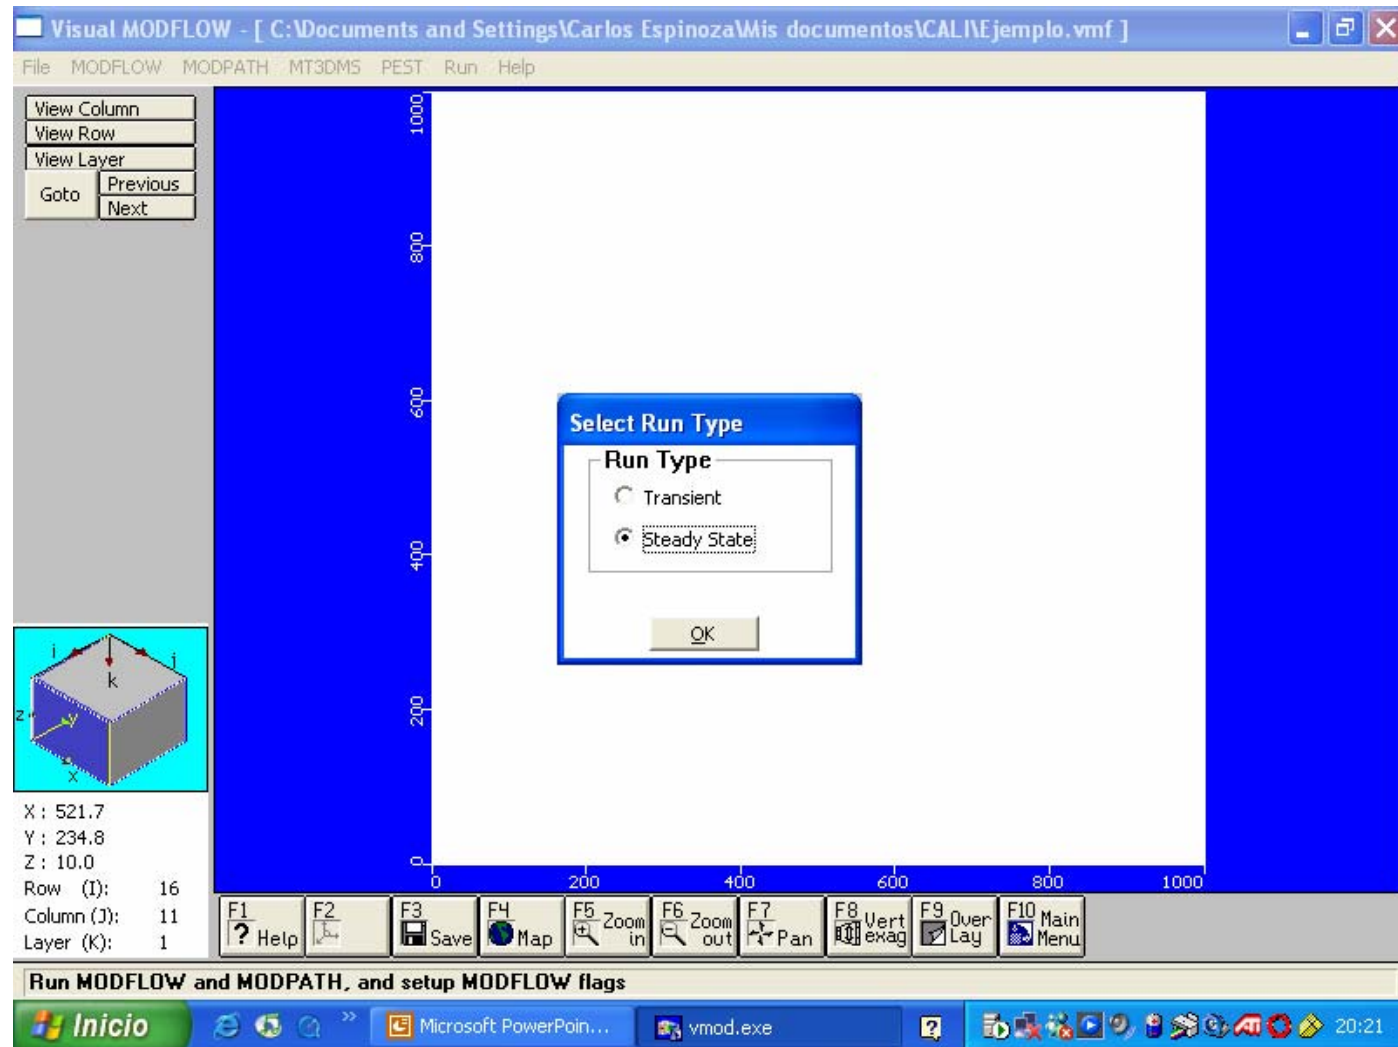 Visual MODFLOW - [ C:\Documents and Settings\Carlos Espinoza\Mis documentos\CALI\Ejemplo.vmf ]
File MODFLOW MODPATH MT3DMS PEST Run Help
View Column
View Row
View Layer
Goto
Previous
Next
1000
800
600
400
200
0
0 200 400 600 800 1000
Select Run Type
Run Type
Transient
Steady State
OK
i
j
k
z
y
x
X : 521.7
Y : 234.8
Z : 10.0
Row (I): 16
Column (J): 11
Layer (K): 1
F1 ? Help
F2
F3 Save
F4 Map
F5 Zoom in
F6 Zoom out
F7 Pan
F8 Vert exag
F9 Over Lay
F10 Main Menu
Run MODFLOW and MODPATH, and setup MODFLOW flags
Inicio
»
Microsoft PowerPoin...
vmod.exe
?
ATI
20:21